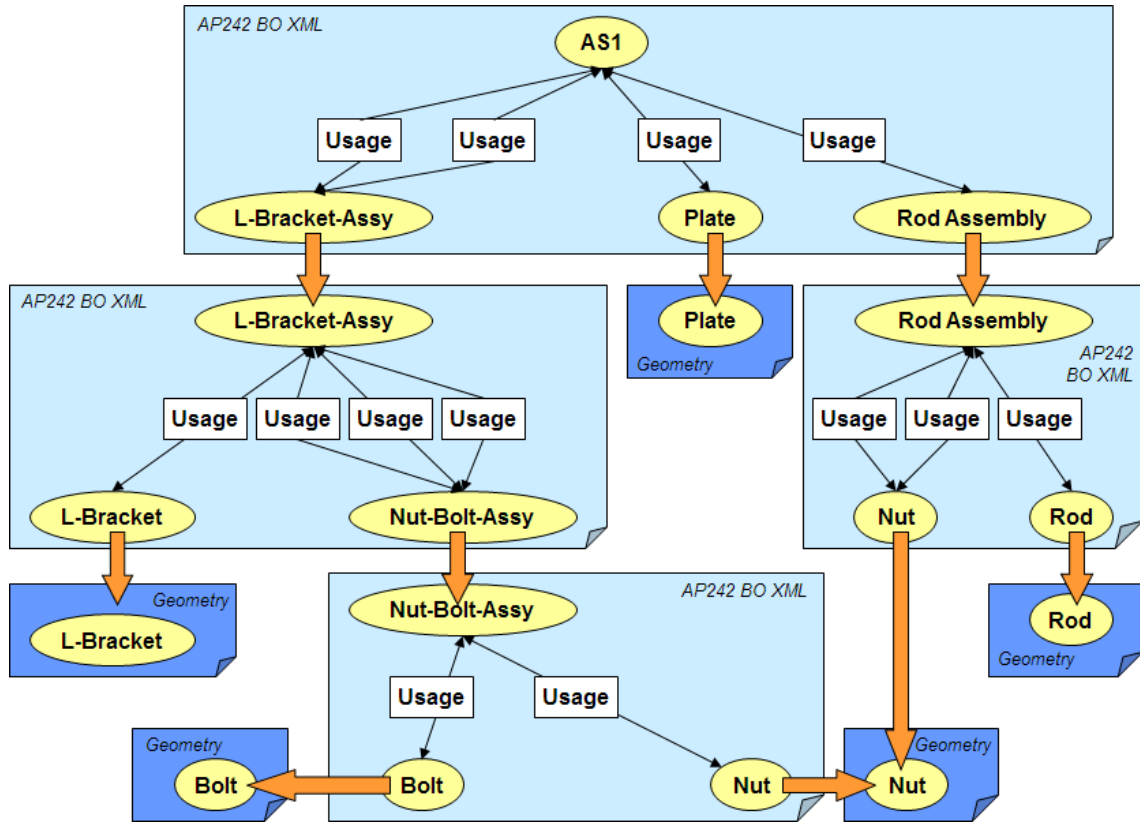 AP242 BO XML
AS1
Usage
Usage
Usage
Usage
L-Bracket-Assy
Plate
Rod Assembly
AP242 BO XML
L-Bracket-Assy
Usage
Usage
Usage
Usage
L-Bracket
Nut-Bolt-Assy
Plate
Geometry
Rod Assembly
AP242
BO XML
Usage
Usage
Usage
Nut
Rod
Geometry
L-Bracket
AP242 BO XML
Nut-Bolt-Assy
Usage
Usage
Bolt
Nut
Rod
Geometry
Geometry
Bolt
Geometry
Nut